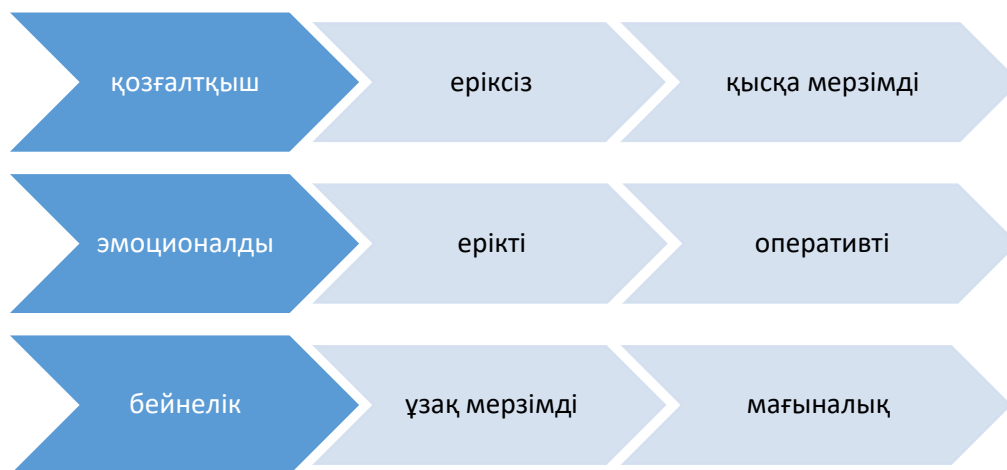 қозғалтқыш
еріксіз
қысқа мерзімді
эмоционалды
ерікті
оперативті
бейнелік
ұзақ мерзімді
мағыналық